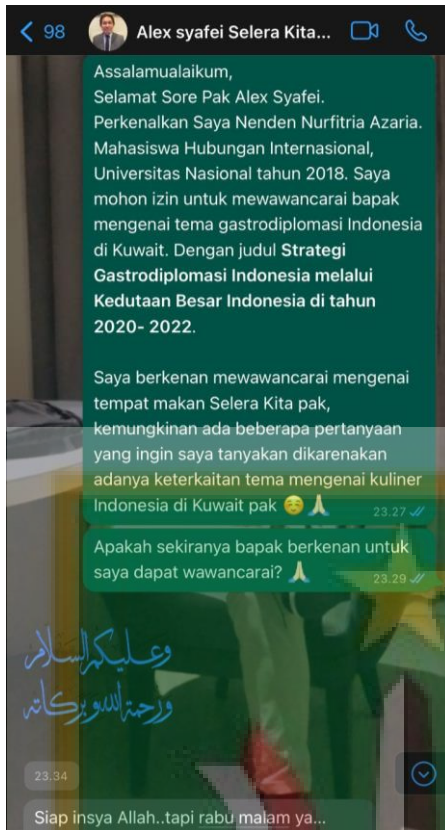 98
Alex syafei Selera Kita...
Assalamualaikum,
Selamat Sore Pak Alex Syafei.
Perkenalkan Saya Nenden Nurfitria Azaria.
Mahasiswa Hubungan Internasional,
Universitas Nasional tahun 2018. Saya
mohon izin untuk mewawancarai bapak
mengenai tema gastrodiplomasi Indonesia
di Kuwait. Dengan judul Strategi
Gastrodiplomasi Indonesia melalui
Kedutaan Besar Indonesia di tahun
2020- 2022.
Saya berkenan mewawancarai mengenai
tempat makan Selera Kita pak,
kemungkinan ada beberapa pertanyaan
yang ingin saya tanyakan dikarenakan
adanya keterkaitan tema mengenai kuliner
Indonesia di Kuwait pak ☺️🙏
23.27
Apakah sekiranya bapak berkenan untuk
saya dapat wawancarai? 🙏
23.29
وعليكم السلام
ورحمة الله وبركاته
23.34
Siap insya Allah..tapi rabu malam ya...